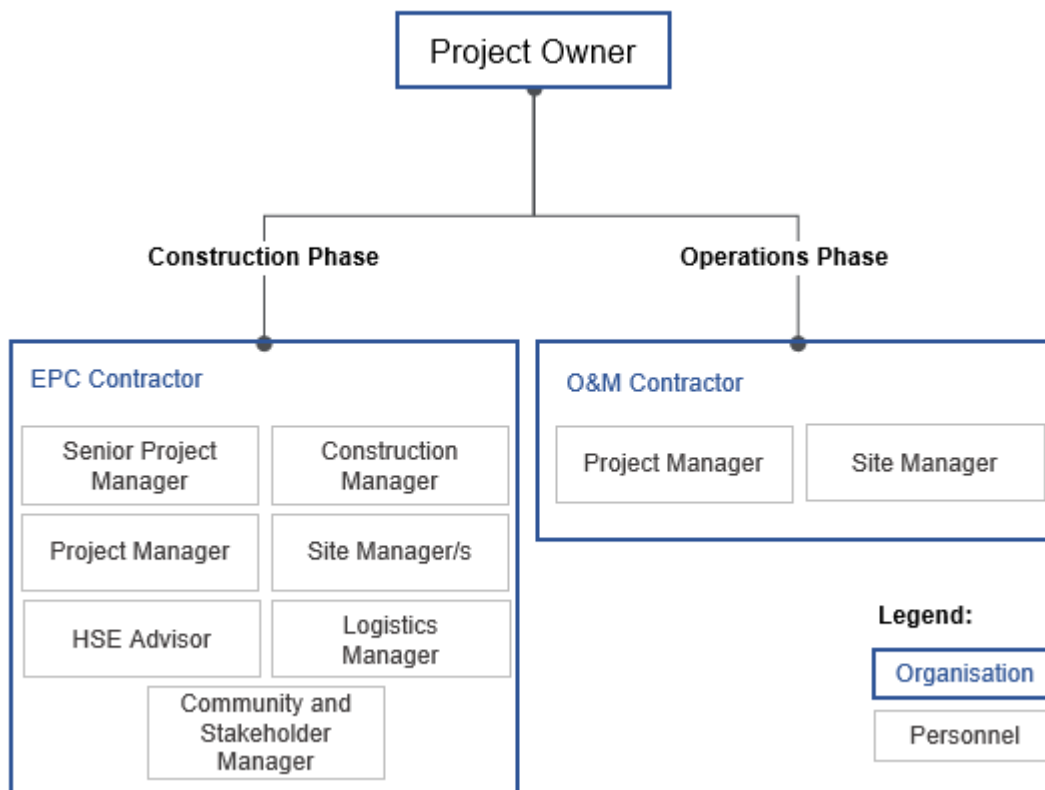 Project Owner
Construction Phase
Operations Phase
EPC Contractor
Senior Project
Manager
Construction
Manager
Project Manager
Site Manager/s
HSE Advisor
Logistics
Manager
Community and
Stakeholder
Manager
O&M Contractor
Project Manager
Site Manager
Legend:
Organisation
Personnel